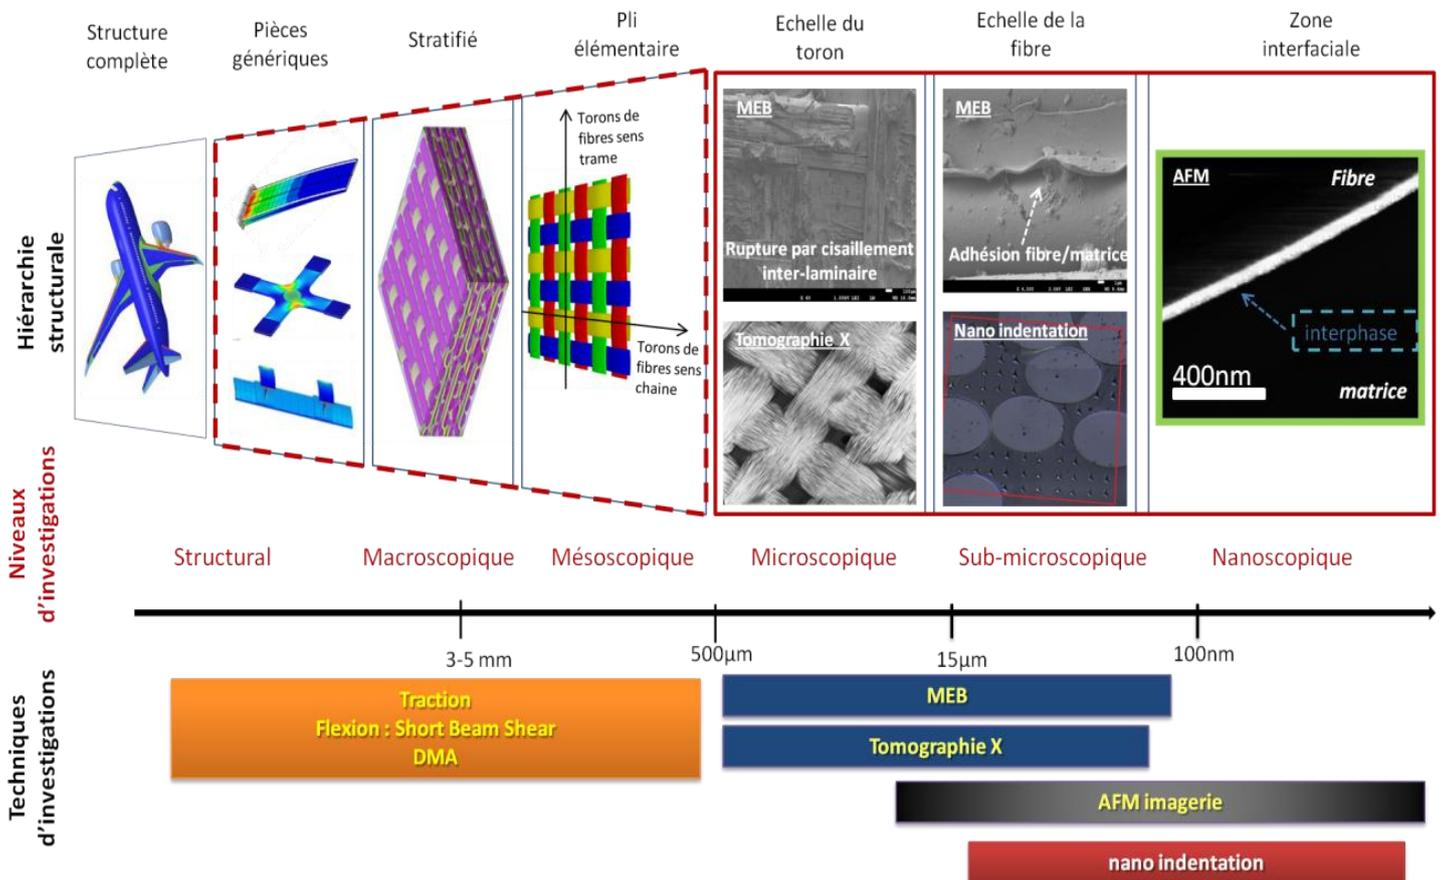 Structure
complète
Pièces
génériques
Stratifié
Pli
élémentaire
Echelle du
toron
Echelle de la
fibre
Zone
interfaciale
Hiérarchie
structurale
Torons de
fibres sens
trame
Torons de
fibres sens
chaine
MEB
Rupture par cisaillement
inter-laminaire
Tomographie X
MEB
Adhésion fibre/matrice
Nano indentation
AFM
Fibre
interphase
400nm
matrice
Niveaux
d’investigations
Structural
Macroscopique
Mésoscopique
Microscopique
Sub-microscopique
Nanoscopique
3-5 mm
500µm
15µm
100nm
Techniques
d’investigations
Traction
Flexion : Short Beam Shear
DMA
MEB
Tomographie X
AFM imagerie
nano indentation